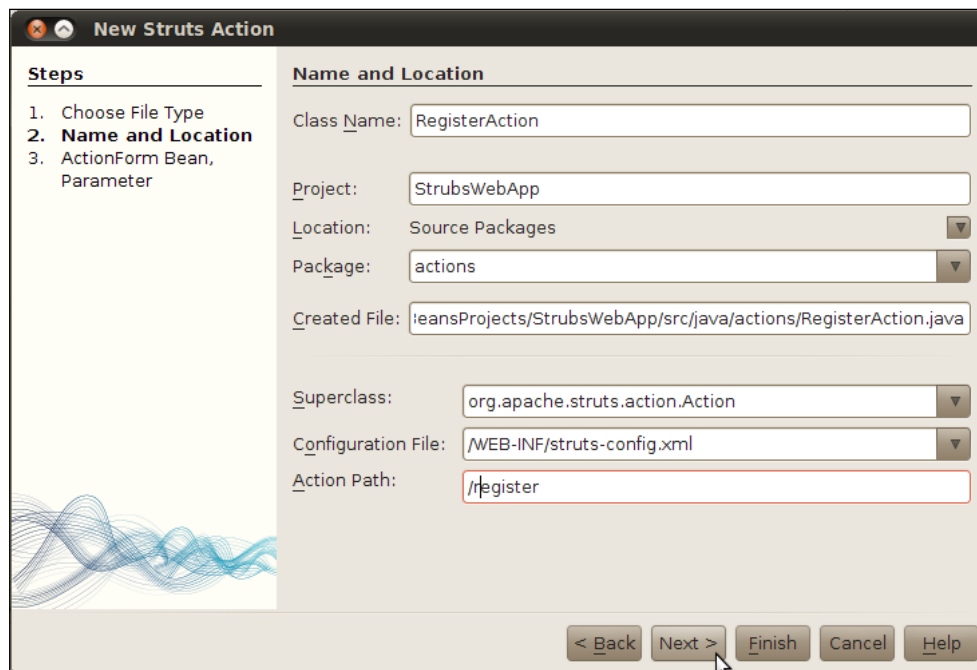 New Struts Action
Steps
1. Choose File Type
2. Name and Location
3. ActionForm Bean,
Parameter
Name and Location
Class Name: RegisterAction
Project: StrubsWebApp
Location: Source Packages
Package: actions
Created File: eansProjects/StrubsWebApp/src/java/actions/RegisterAction.java
Superclass: org.apache.struts.action.Action
Configuration File: /WEB-INF/struts-config.xml
Action Path: /register
< Back Next > Finish Cancel Help